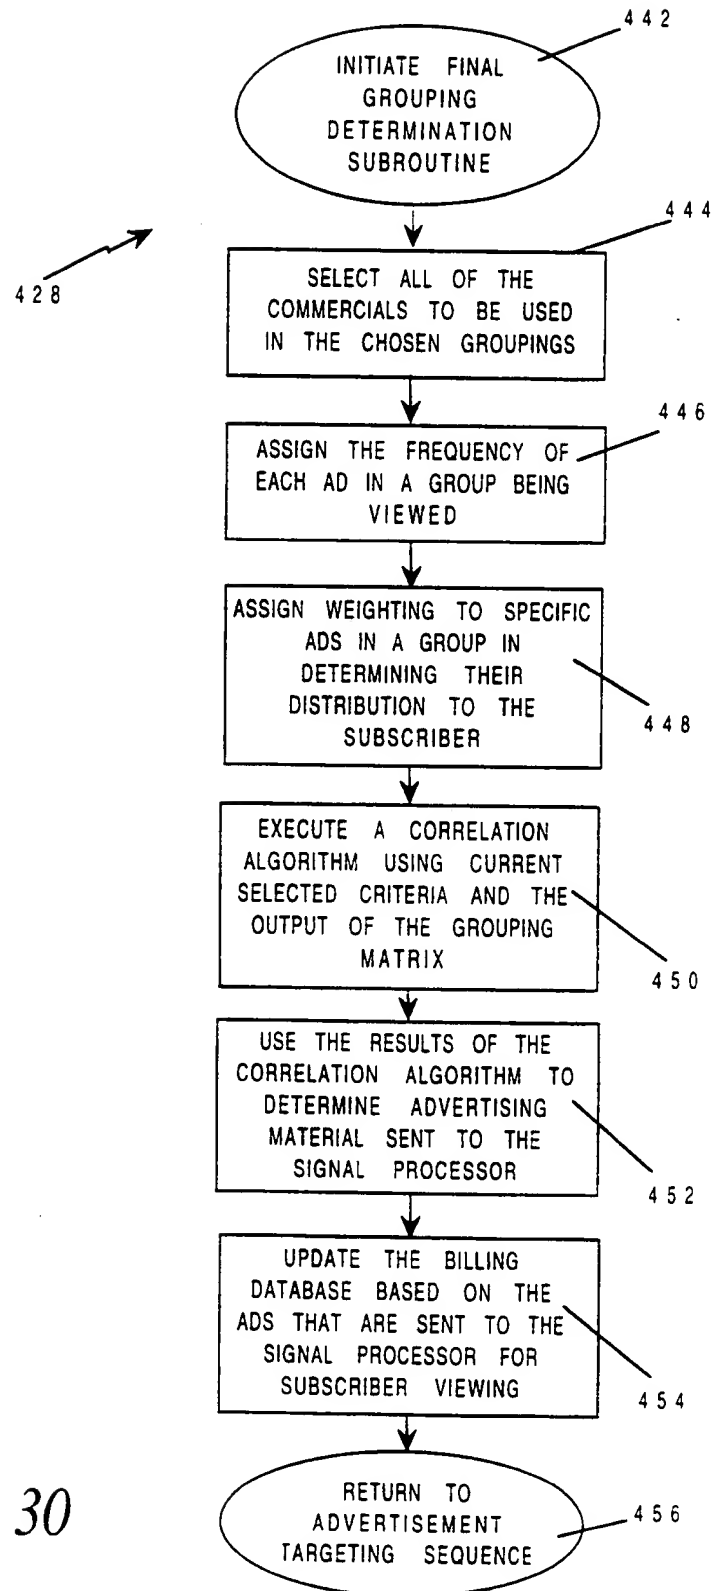 442
INITIATE FINAL
GROUPING
DETERMINATION
SUBROUTINE
444
428
SELECT ALL OF THE
COMMERCIALS TO BE USED
IN THE CHOSEN GROUPINGS
446
ASSIGN THE FREQUENCY OF
EACH AD IN A GROUP BEING
VIEWED
ASSIGN WEIGHTING TO SPECIFIC
ADS IN A GROUP IN
DETERMINING THEIR
DISTRIBUTION TO THE
SUBSCRIBER
448
EXECUTE A CORRELATION
ALGORITHM USING CURRENT
SELECTED CRITERIA AND THE
OUTPUT OF THE GROUPING
MATRIX
450
USE THE RESULTS OF THE
CORRELATION ALGORITHM TO
DETERMINE ADVERTISING
MATERIAL SENT TO THE
SIGNAL PROCESSOR
452
UPDATE THE BILLING
DATABASE BASED ON THE
ADS THAT ARE SENT TO THE
SIGNAL PROCESSOR FOR
SUBSCRIBER VIEWING
454
30
RETURN TO
ADVERTISEMENT
TARGETING SEQUENCE
456